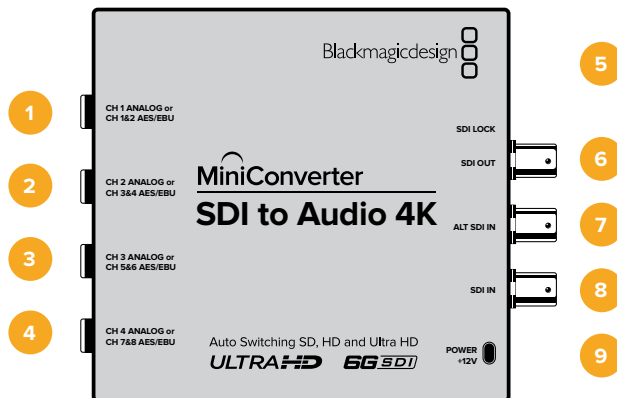 Blackmagicdesign
1
CH 1 ANALOG or
CH 1&2 AES/EBU
5
SDI LOCK
SDI OUT
6
2
CH 2 ANALOG or
CH 3&4 AES/EBU
MiniConverter
SDI to Audio 4K
ALT SDI IN
7
3
CH 3 ANALOG or
CH 5&6 AES/EBU
SDI IN
8
4
CH 4 ANALOG or
CH 7&8 AES/EBU
Auto Switching SD, HD and Ultra HD
ULTRA HD 6G SDI
POWER
+12V
9